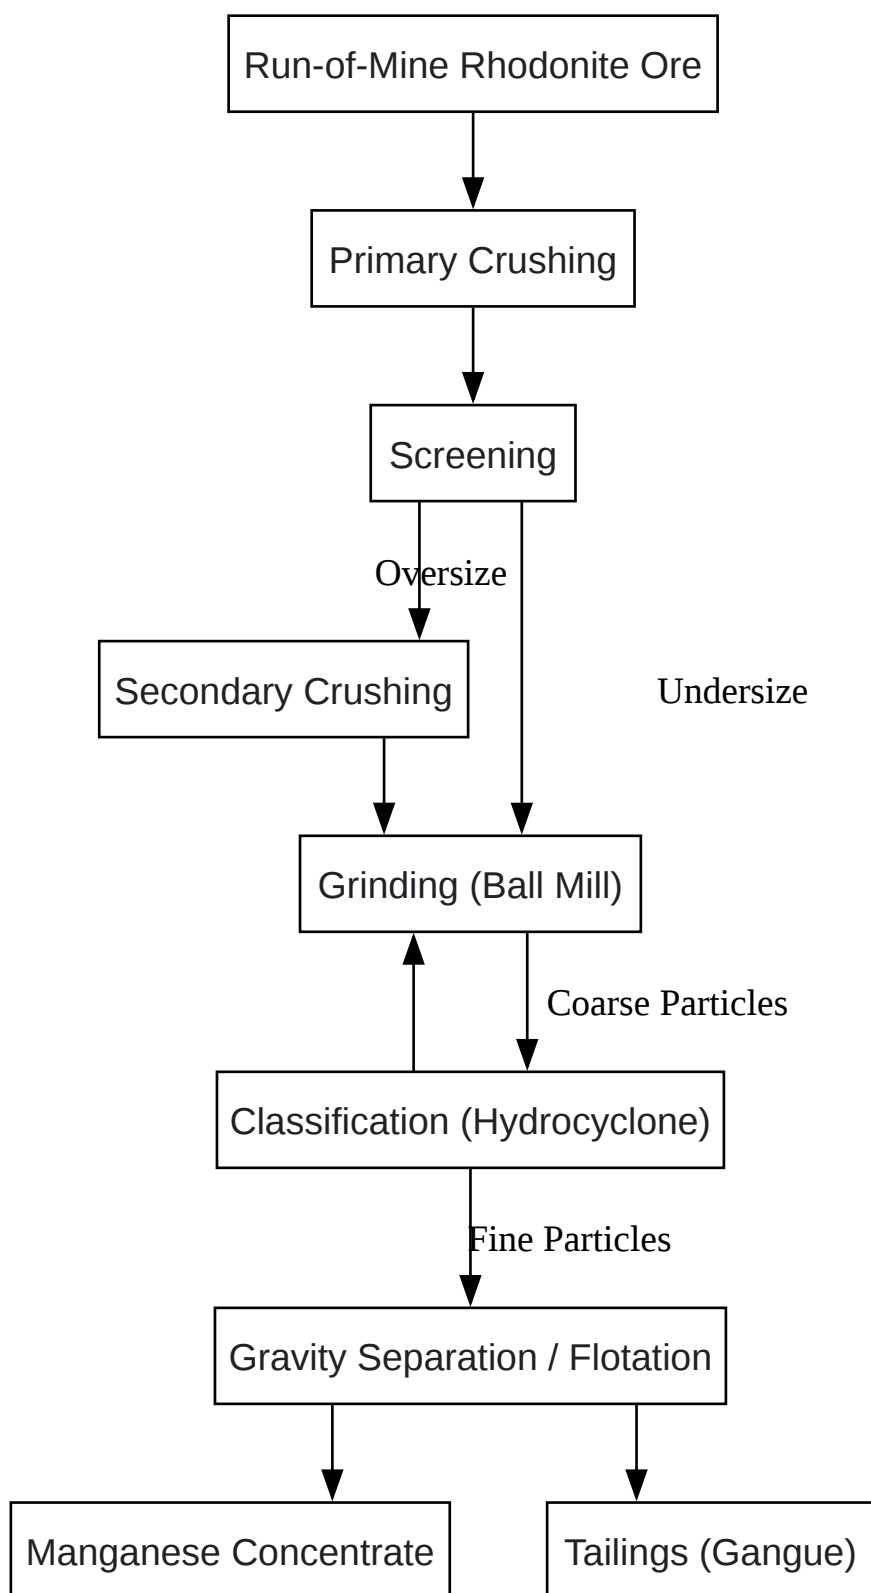 Run-of-Mine Rhodonite Ore
Primary Crushing
Screening
Oversize
Secondary Crushing
Undersize
Grinding (Ball Mill)
Coarse Particles
Classification (Hydrocyclone)
Fine Particles
Gravity Separation / Flotation
Manganese Concentrate
Tailings (Gangue)